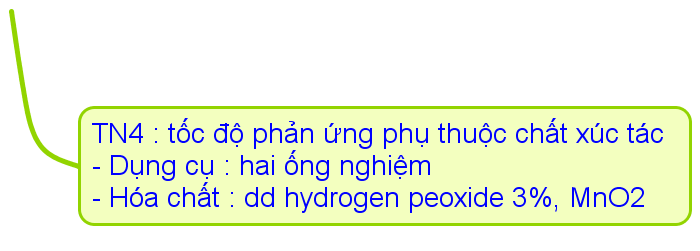 TN4 : tốc độ phản ứng phụ thuộc chất xúc tác
- Dụng cụ : hai ống nghiệm
- Hóa chất : dd hydrogen peoxide 3%, MnO2